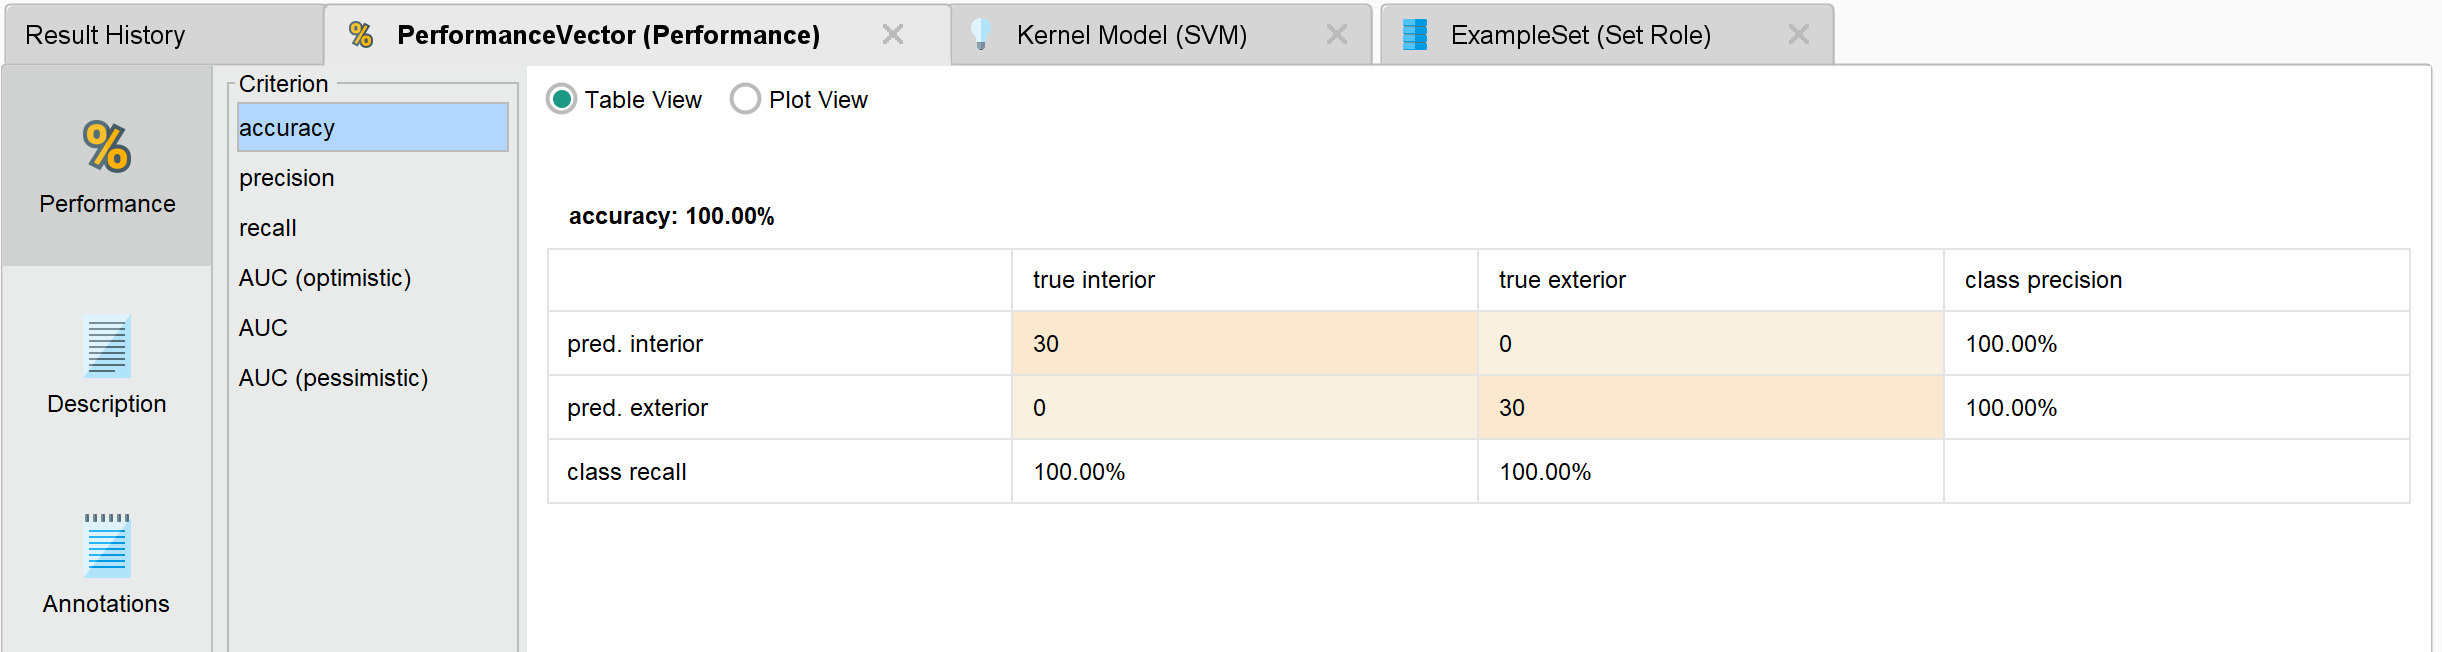 Result History
PerformanceVector (Performance)
Kernel Model (SVM)
ExampleSet (Set Role)
Performance
Description
Annotations
Criterion
accuracy
precision
recall
AUC (optimistic)
AUC
AUC (pessimistic)
Table View
Plot View
accuracy: 100.00%
true interior true exterior class precision
pred. interior 30 0 100.00%
pred. exterior 0 30 100.00%
class recall 100.00% 100.00%